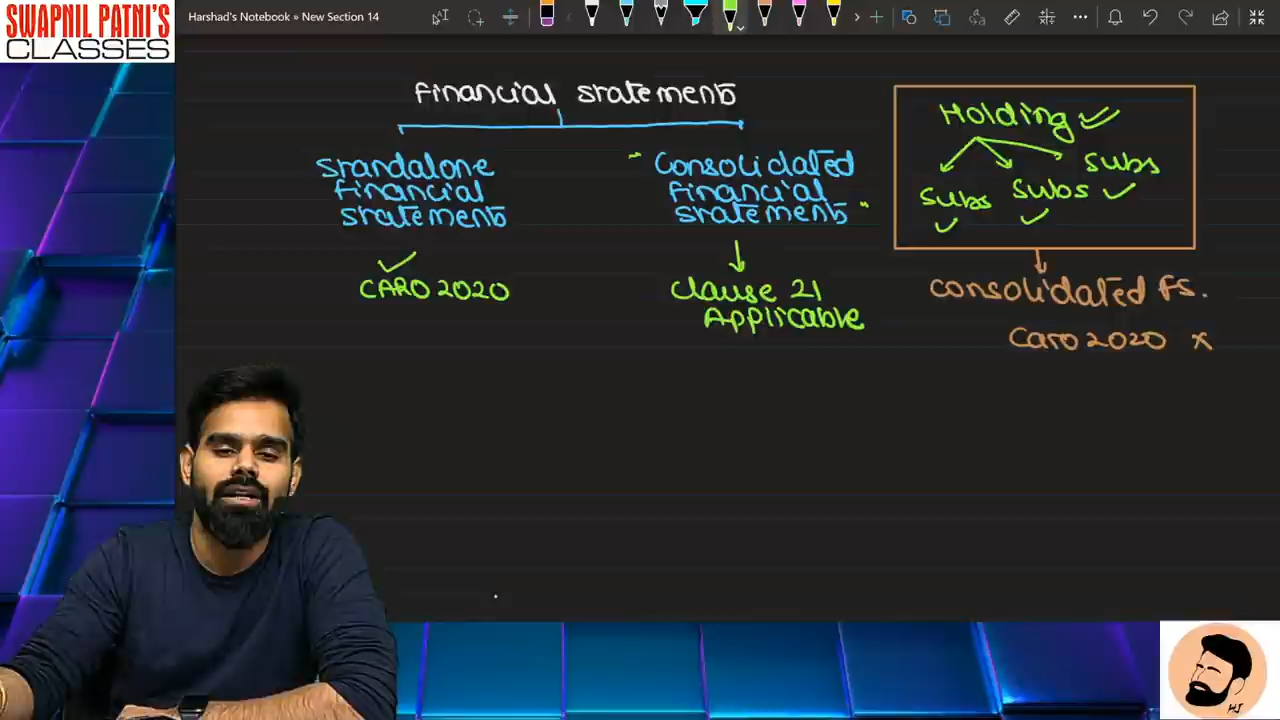 SWAPNIL PATNI'S
CLASSES
Harshad's Notebook » New Section 14
Financial statements
Standalone
Financial
statements
"Consolidated
Financial
statements"
CARO 2020
Clause 21
Applicable
Holding
Subs
Subs
Subs
Consolidated FS.
Caro 2020 x
HJ